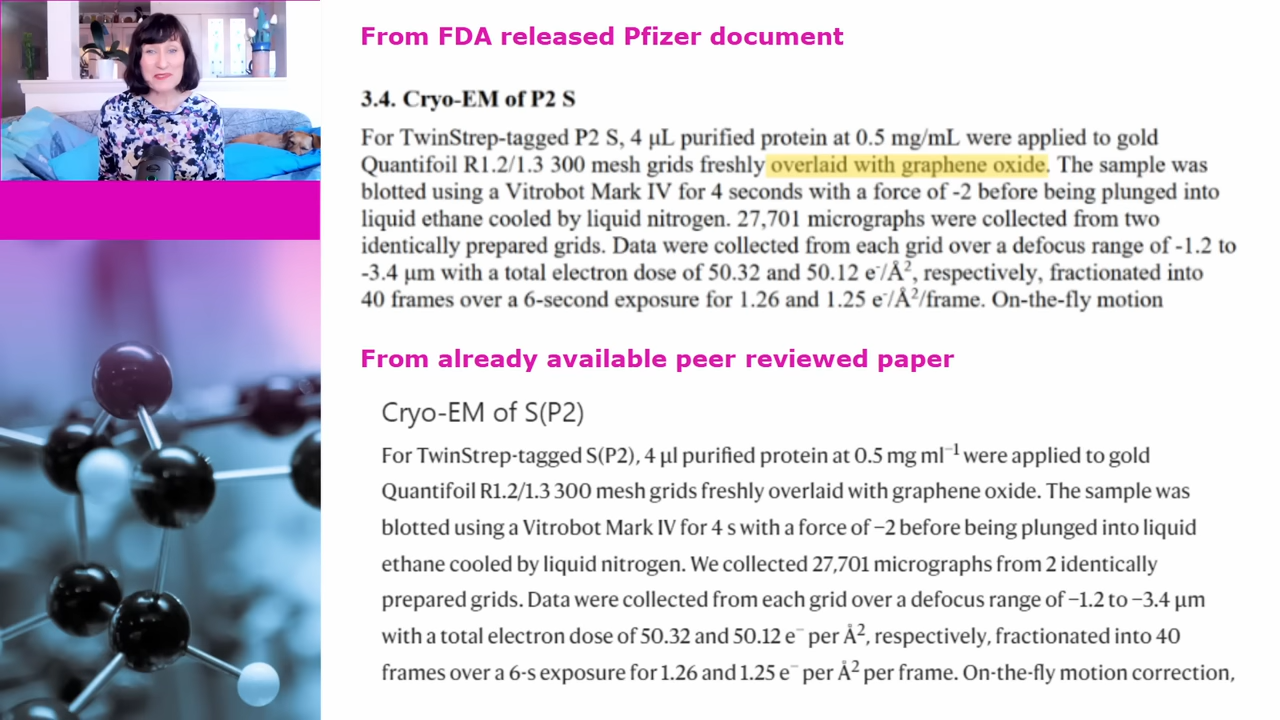 From FDA released Pfizer document
3.4. Cryo-EM of P2 S
For TwinStrep-tagged P2 S, 4 μL purified protein at 0.5 mg/mL were applied to gold
Quantifoil R1.2/1.3 300 mesh grids freshly overlaid with graphene oxide. The sample was
blotted using a Vitrobot Mark IV for 4 seconds with a force of -2 before being plunged into
liquid ethane cooled by liquid nitrogen. 27,701 micrographs were collected from two
identically prepared grids. Data were collected from each grid over a defocus range of -1.2 to
-3.4 μm with a total electron dose of 50.32 and 50.12 e⁻/Å², respectively, fractionated into
40 frames over a 6-second exposure for 1.26 and 1.25 e⁻/Å²/frame. On-the-fly motion
From already available peer reviewed paper
Cryo-EM of S(P2)
For TwinStrep-tagged S(P2), 4 μl purified protein at 0.5 mg ml⁻¹ were applied to gold
Quantifoil R1.2/1.3 300 mesh grids freshly overlaid with graphene oxide. The sample was
blotted using a Vitrobot Mark IV for 4 s with a force of −2 before being plunged into liquid
ethane cooled by liquid nitrogen. We collected 27,701 micrographs from 2 identically
prepared grids. Data were collected from each grid over a defocus range of −1.2 to −3.4 μm
with a total electron dose of 50.32 and 50.12 e⁻ per Å², respectively, fractionated into 40
frames over a 6-s exposure for 1.26 and 1.25 e⁻ per Å² per frame. On-the-fly motion correction,